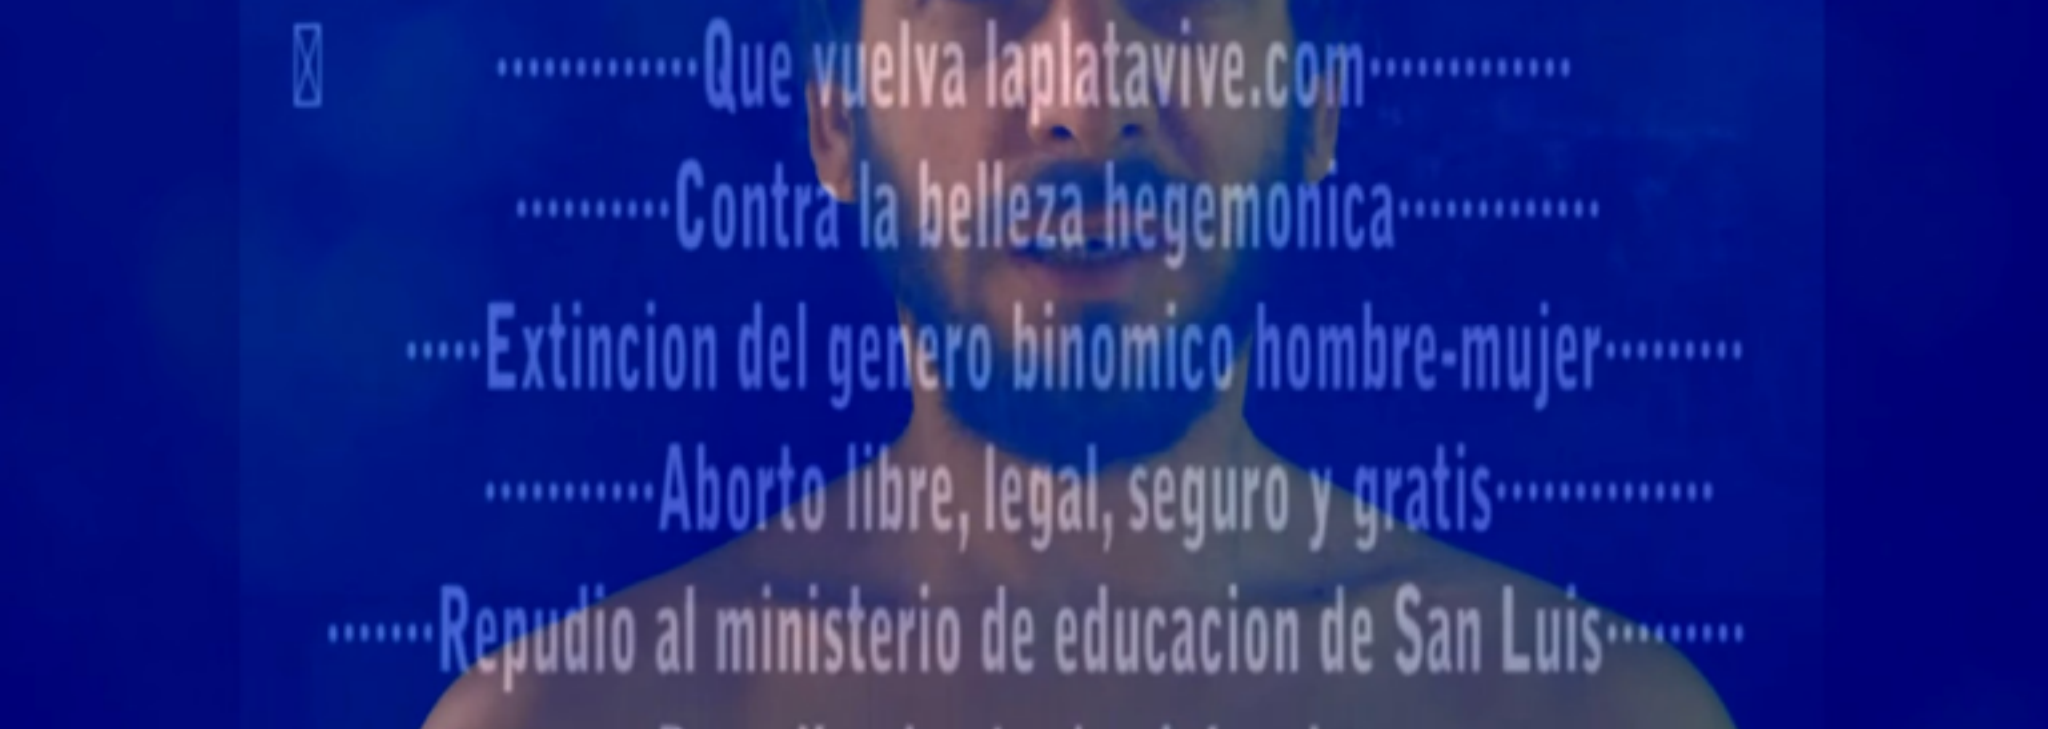 ·············Que vuelva laplatavive.com·············
··········Contra la belleza hegemonica·············
·····Extincion del genero binomico hombre-mujer·········
···········Aborto libre, legal, seguro y gratis··············
·······Repudio al ministerio de educacion de San Luis·········